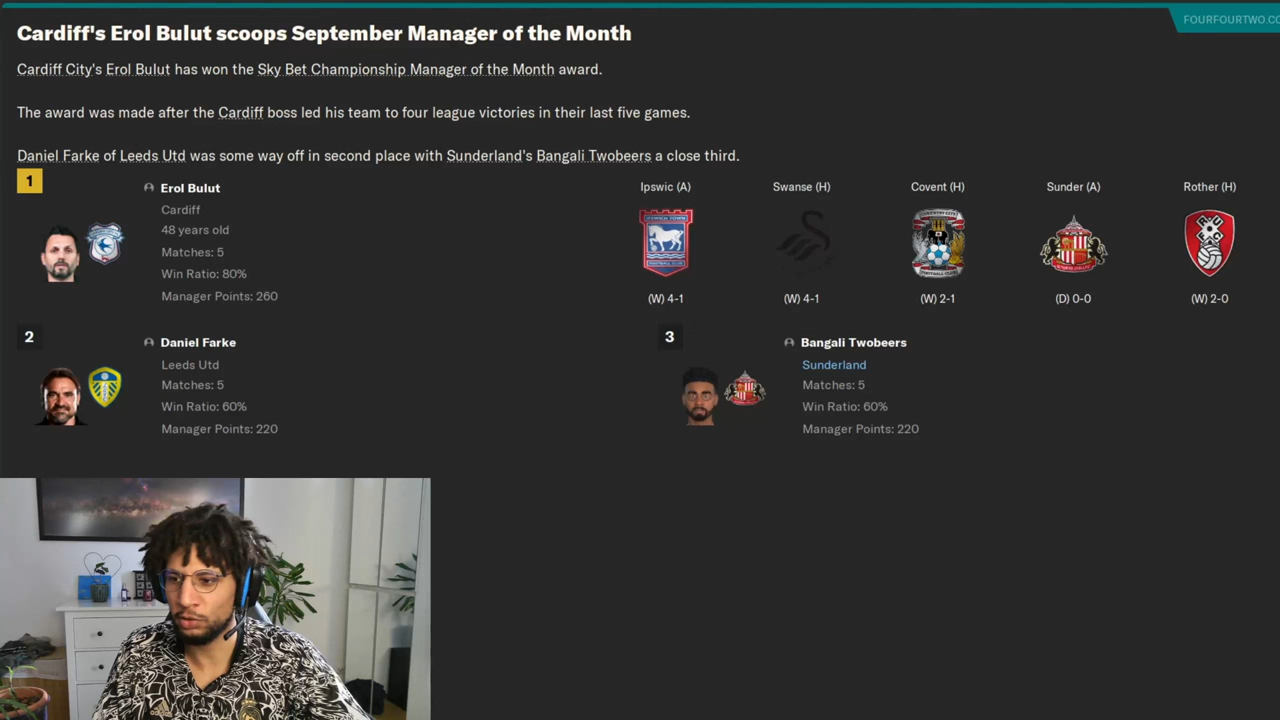 FOURFOURTWO.CO
Cardiff's Erol Bulut scoops September Manager of the Month
Cardiff City's Erol Bulut has won the Sky Bet Championship Manager of the Month award.
The award was made after the Cardiff boss led his team to four league victories in their last five games.
Daniel Farke of Leeds Utd was some way off in second place with Sunderland's Bangali Twobeers a close third.
1
Erol Bulut
Cardiff
48 years old
Matches: 5
Win Ratio: 80%
Manager Points: 260
Ipswic (A)
Swanse (H)
Covent (H)
Sunder (A)
Rother (H)
(W) 4-1
(W) 4-1
(W) 2-1
(D) 0-0
(W) 2-0
2
Daniel Farke
Leeds Utd
Matches: 5
Win Ratio: 60%
Manager Points: 220
3
Bangali Twobeers
Sunderland
Matches: 5
Win Ratio: 60%
Manager Points: 220